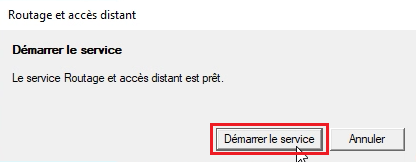 Routage et accès distant
Démarrer le service
Le service Routage et accès distant est prêt.
Démarrer le service
Annuler